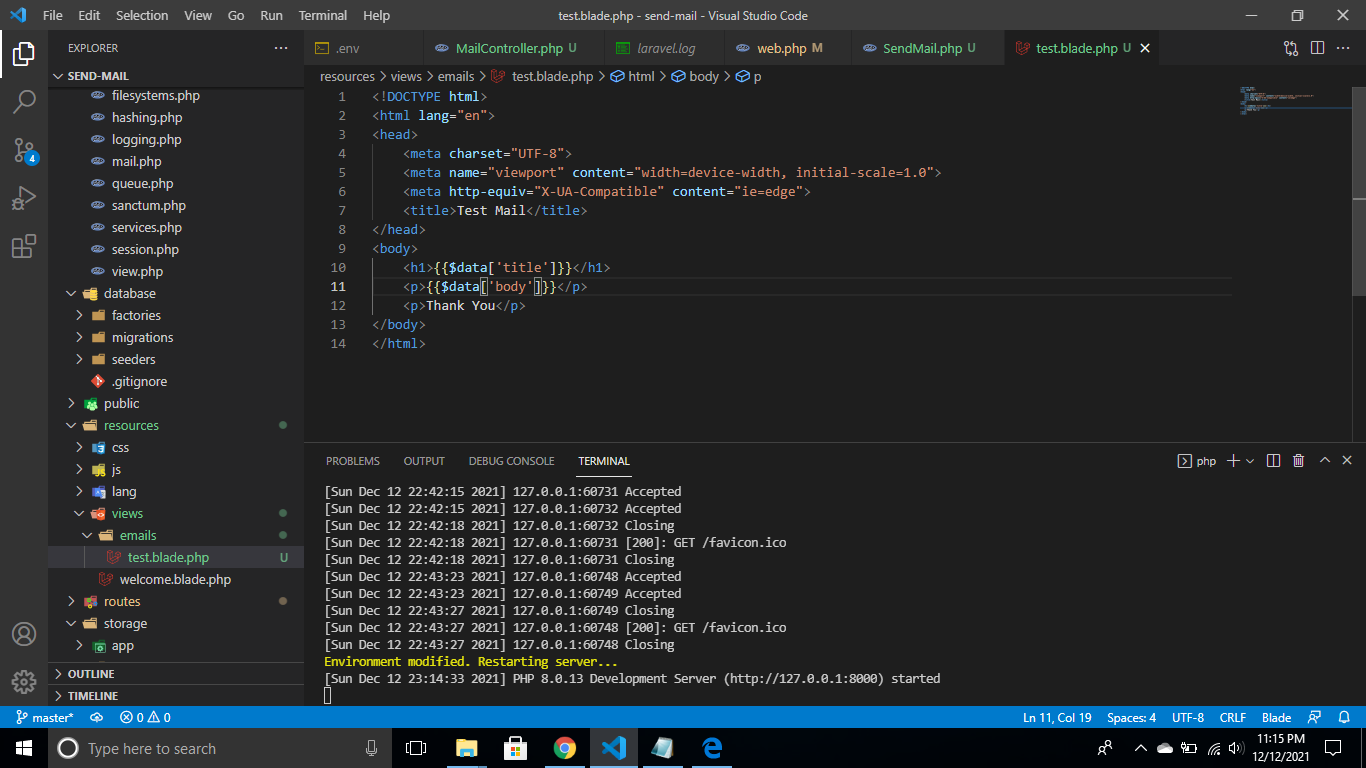 File Edit Selection View Go Run Terminal Help
test.blade.php - send-mail - Visual Studio Code
EXPLORER
.env
MailController.php U
laravel.log
web.php M
SendMail.php U
test.blade.php U
SEND-MAIL
resources > views > emails > test.blade.php > html > body > p
filesystems.php
hashing.php
logging.php
mail.php
queue.php
sanctum.php
services.php
session.php
view.php
database
factories
migrations
seeders
.gitignore
public
resources
css
js
lang
views
emails
test.blade.php U
welcome.blade.php
routes
storage
app
OUTLINE
TIMELINE
4
1 <!DOCTYPE html>
2 <html lang="en">
3 <head>
4 <meta charset="UTF-8">
5 <meta name="viewport" content="width=device-width, initial-scale=1.0">
6 <meta http-equiv="X-UA-Compatible" content="ie=edge">
7 <title>Test Mail</title>
8 </head>
9 <body>
10 <h1>{{$data['title']}}</h1>
11 <p>{{$data['body']}}</p>
12 <p>Thank You</p>
13 </body>
14 </html>
PROBLEMS OUTPUT DEBUG CONSOLE TERMINAL
php
[Sun Dec 12 22:42:15 2021] 127.0.0.1:60731 Accepted
[Sun Dec 12 22:42:15 2021] 127.0.0.1:60732 Accepted
[Sun Dec 12 22:42:18 2021] 127.0.0.1:60732 Closing
[Sun Dec 12 22:42:18 2021] 127.0.0.1:60731 [200]: GET /favicon.ico
[Sun Dec 12 22:42:18 2021] 127.0.0.1:60731 Closing
[Sun Dec 12 22:43:23 2021] 127.0.0.1:60748 Accepted
[Sun Dec 12 22:43:23 2021] 127.0.0.1:60749 Accepted
[Sun Dec 12 22:43:27 2021] 127.0.0.1:60749 Closing
[Sun Dec 12 22:43:27 2021] 127.0.0.1:60748 [200]: GET /favicon.ico
[Sun Dec 12 22:43:27 2021] 127.0.0.1:60748 Closing
Environment modified. Restarting server...
[Sun Dec 12 23:14:33 2021] PHP 8.0.13 Development Server (http://127.0.0.1:8000) started
master* 0 0
Ln 11, Col 19 Spaces: 4 UTF-8 CRLF Blade
Type here to search
11:15 PM
12/12/2021